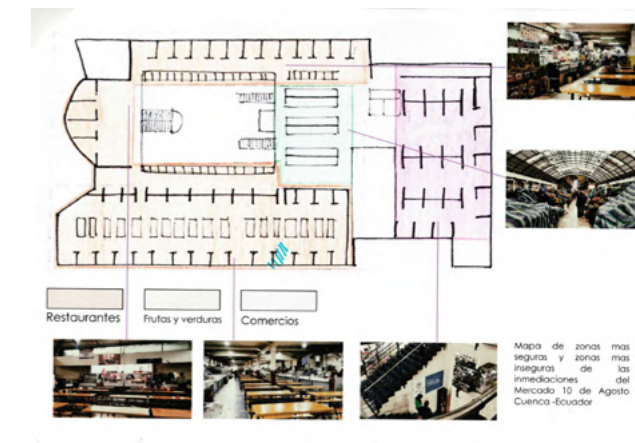 Restaurantes
Frutas y verduras
Comercios
Mapa de zonas mas
seguras y zonas mas
inseguras de las
inmediaciones del
Mercado 10 de Agosto
Cuenca -Ecuador